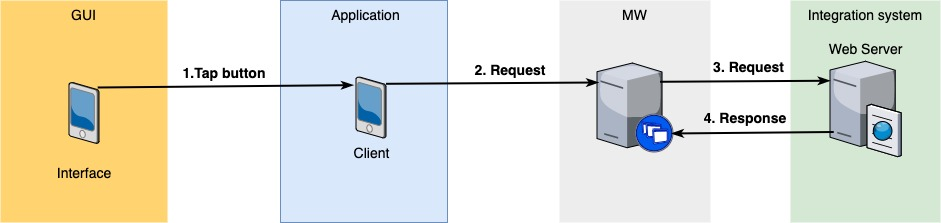 GUI
Application
MW
Integration system
Web Server
1.Tap button
2. Request
3. Request
4. Response
Client
Interface